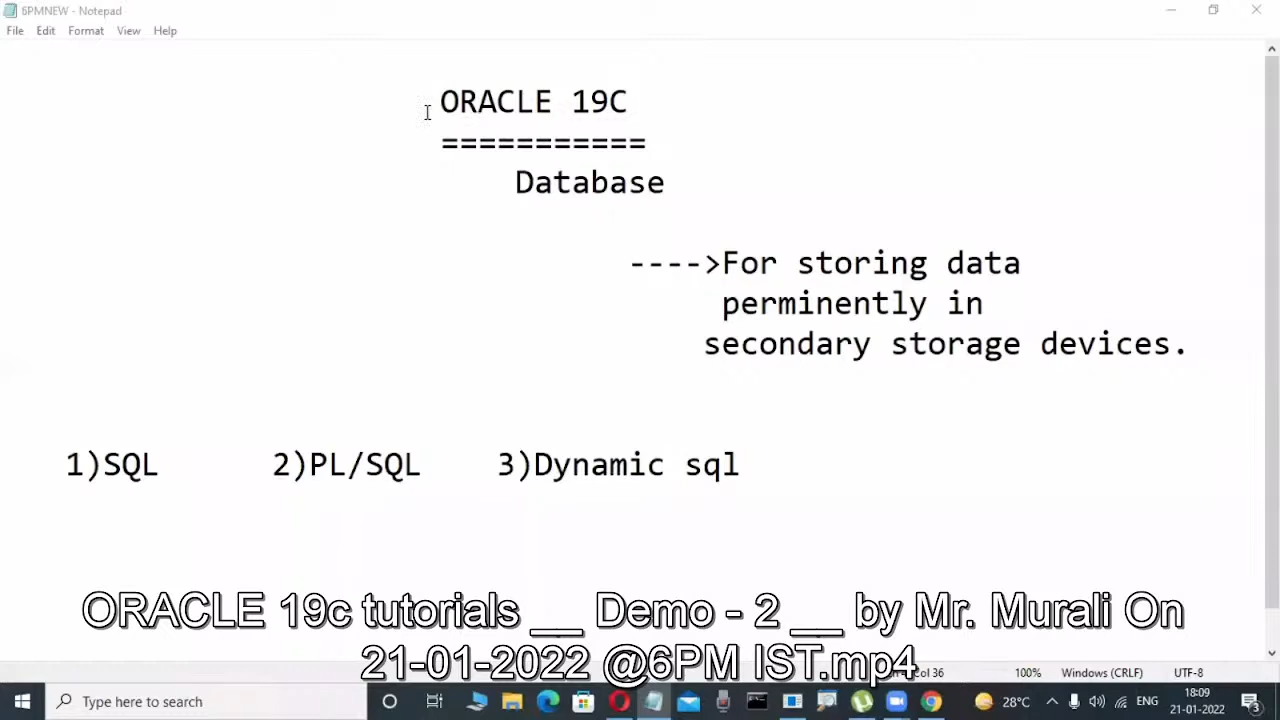 6PMNEW - Notepad
File Edit Format View Help
ORACLE 19C
===========
Database
---->For storing data
perminently in
secondary storage devices.
1)SQL 2)PL/SQL 3)Dynamic sql
ORACLE 19c tutorials __ Demo - 2 __ by Mr. Murali On
21-01-2022 @6PM IST.mp4
Col 36 100% Windows (CRLF) UTF-8
Type here to search 28°C ENG 18:09
21-01-2022
3